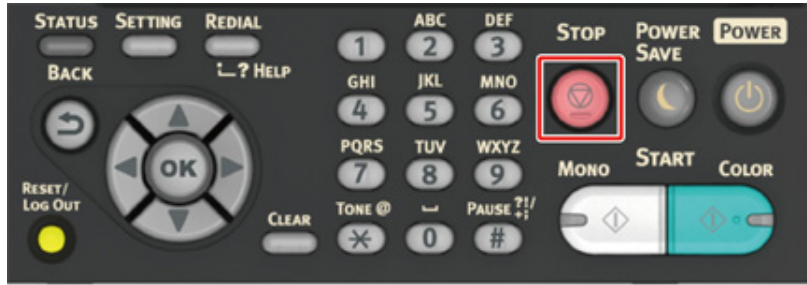 STATUS SETTING REDIAL
?HELP
BACK
OK
RESET/
LOG OUT
CLEAR
1
ABC
2
DEF
3
GHI
4
JKL
5
MNO
6
PQRS
7
TUV
8
WXYZ
9
TONE @
*
0
PAUSE ?!/+¦
#
STOP
POWER
SAVE
POWER
MONO START COLOR